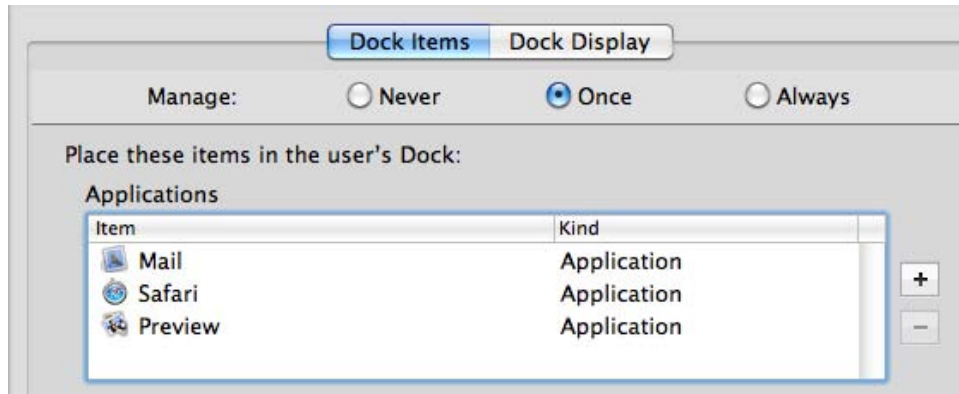 Dock Items Dock Display
Manage: Never Once Always
Place these items in the user's Dock:
Applications
Item Kind
Mail Application
Safari Application
Preview Application